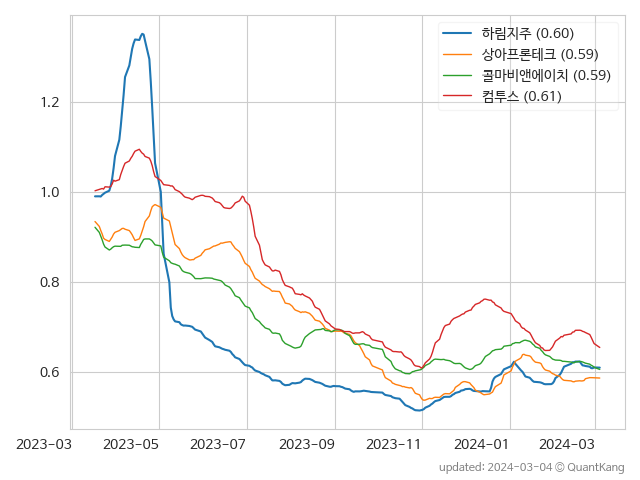 하림지주 (0.60)
상아프론테크 (0.59)
콜마비앤에이치 (0.59)
컴투스 (0.61)
1.2
1.0
0.8
0.6
2023-03 2023-05 2023-07 2023-09 2023-11 2024-01 2024-03
updated: 2024-03-04 © QuantKang